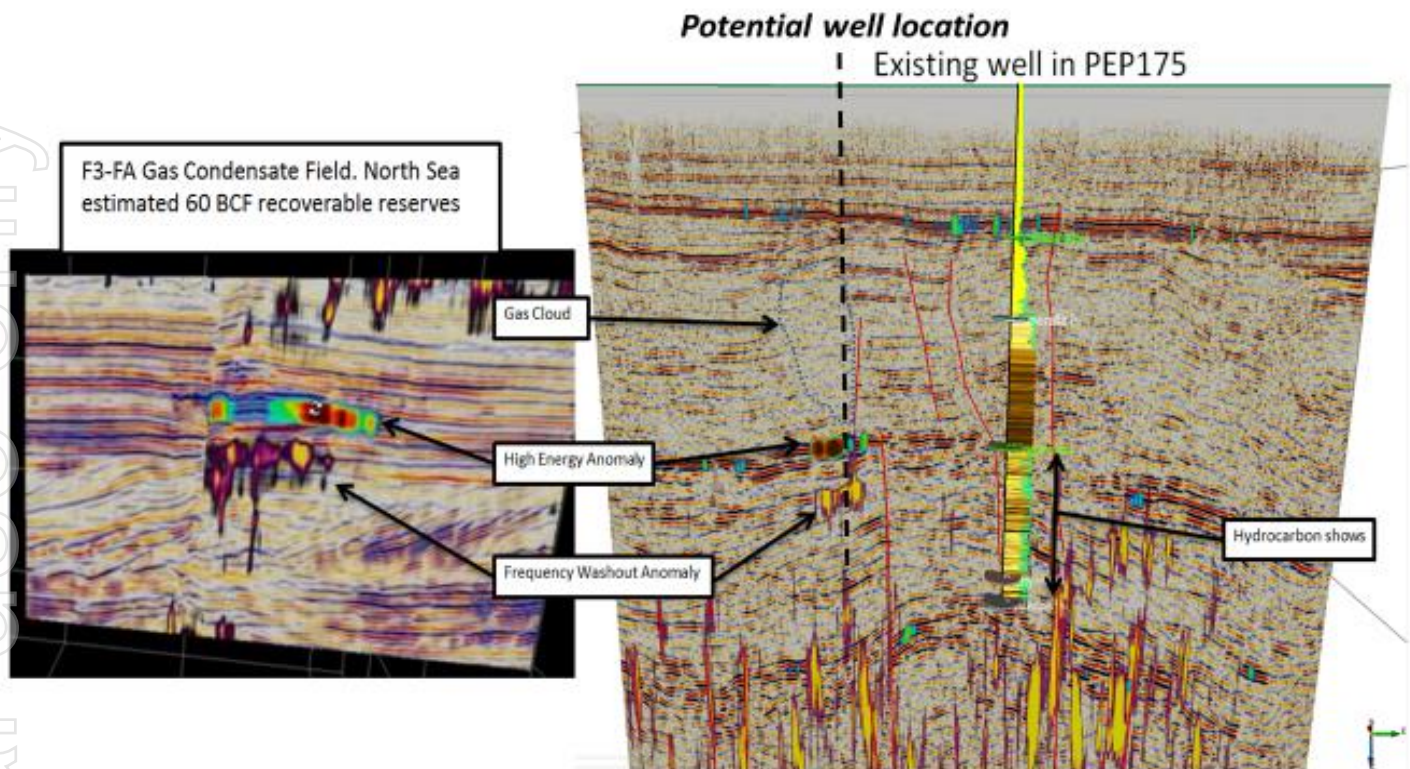 Potential well location
Existing well in PEP175
F3-FA Gas Condensate Field. North Sea
estimated 60 BCF recoverable reserves
Gas Cloud
High Energy Anomaly
Frequency Washout Anomaly
Hydrocarbon shows